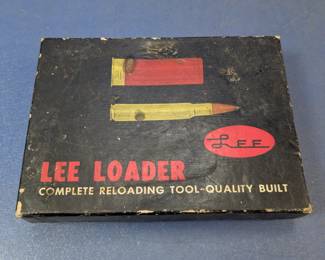 Lee
LEE LOADER
COMPLETE RELOADING TOOL-QUALITY BUILT